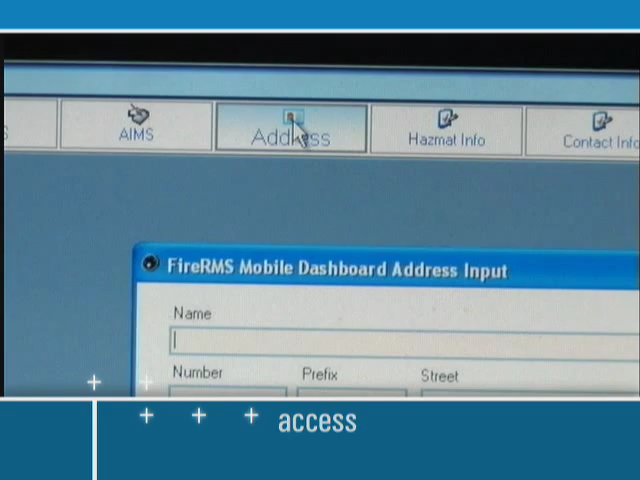 AIMS
Address
Hazmat Info
Contact Info
FireRMS Mobile Dashboard Address Input
Name
Number
Prefix
Street
access